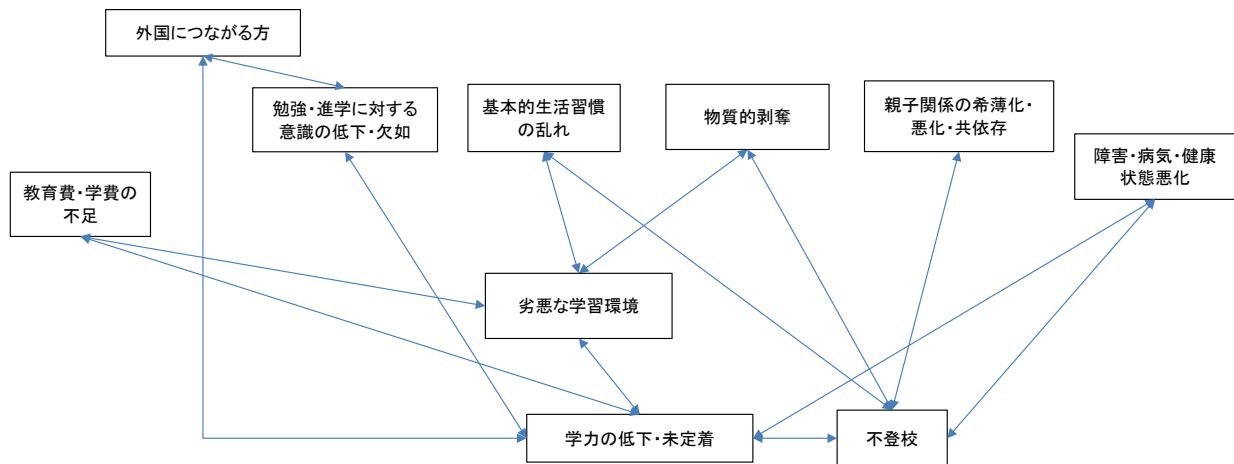 外国につながる方
勉強・進学に対する
意識の低下・欠如
基本的生活習慣
の乱れ
物質的剥奪
親子関係の希薄化・
悪化・共依存
障害・病気・健康
状態悪化
教育費・学費の
不足
劣悪な学習環境
学力の低下・未定着
不登校